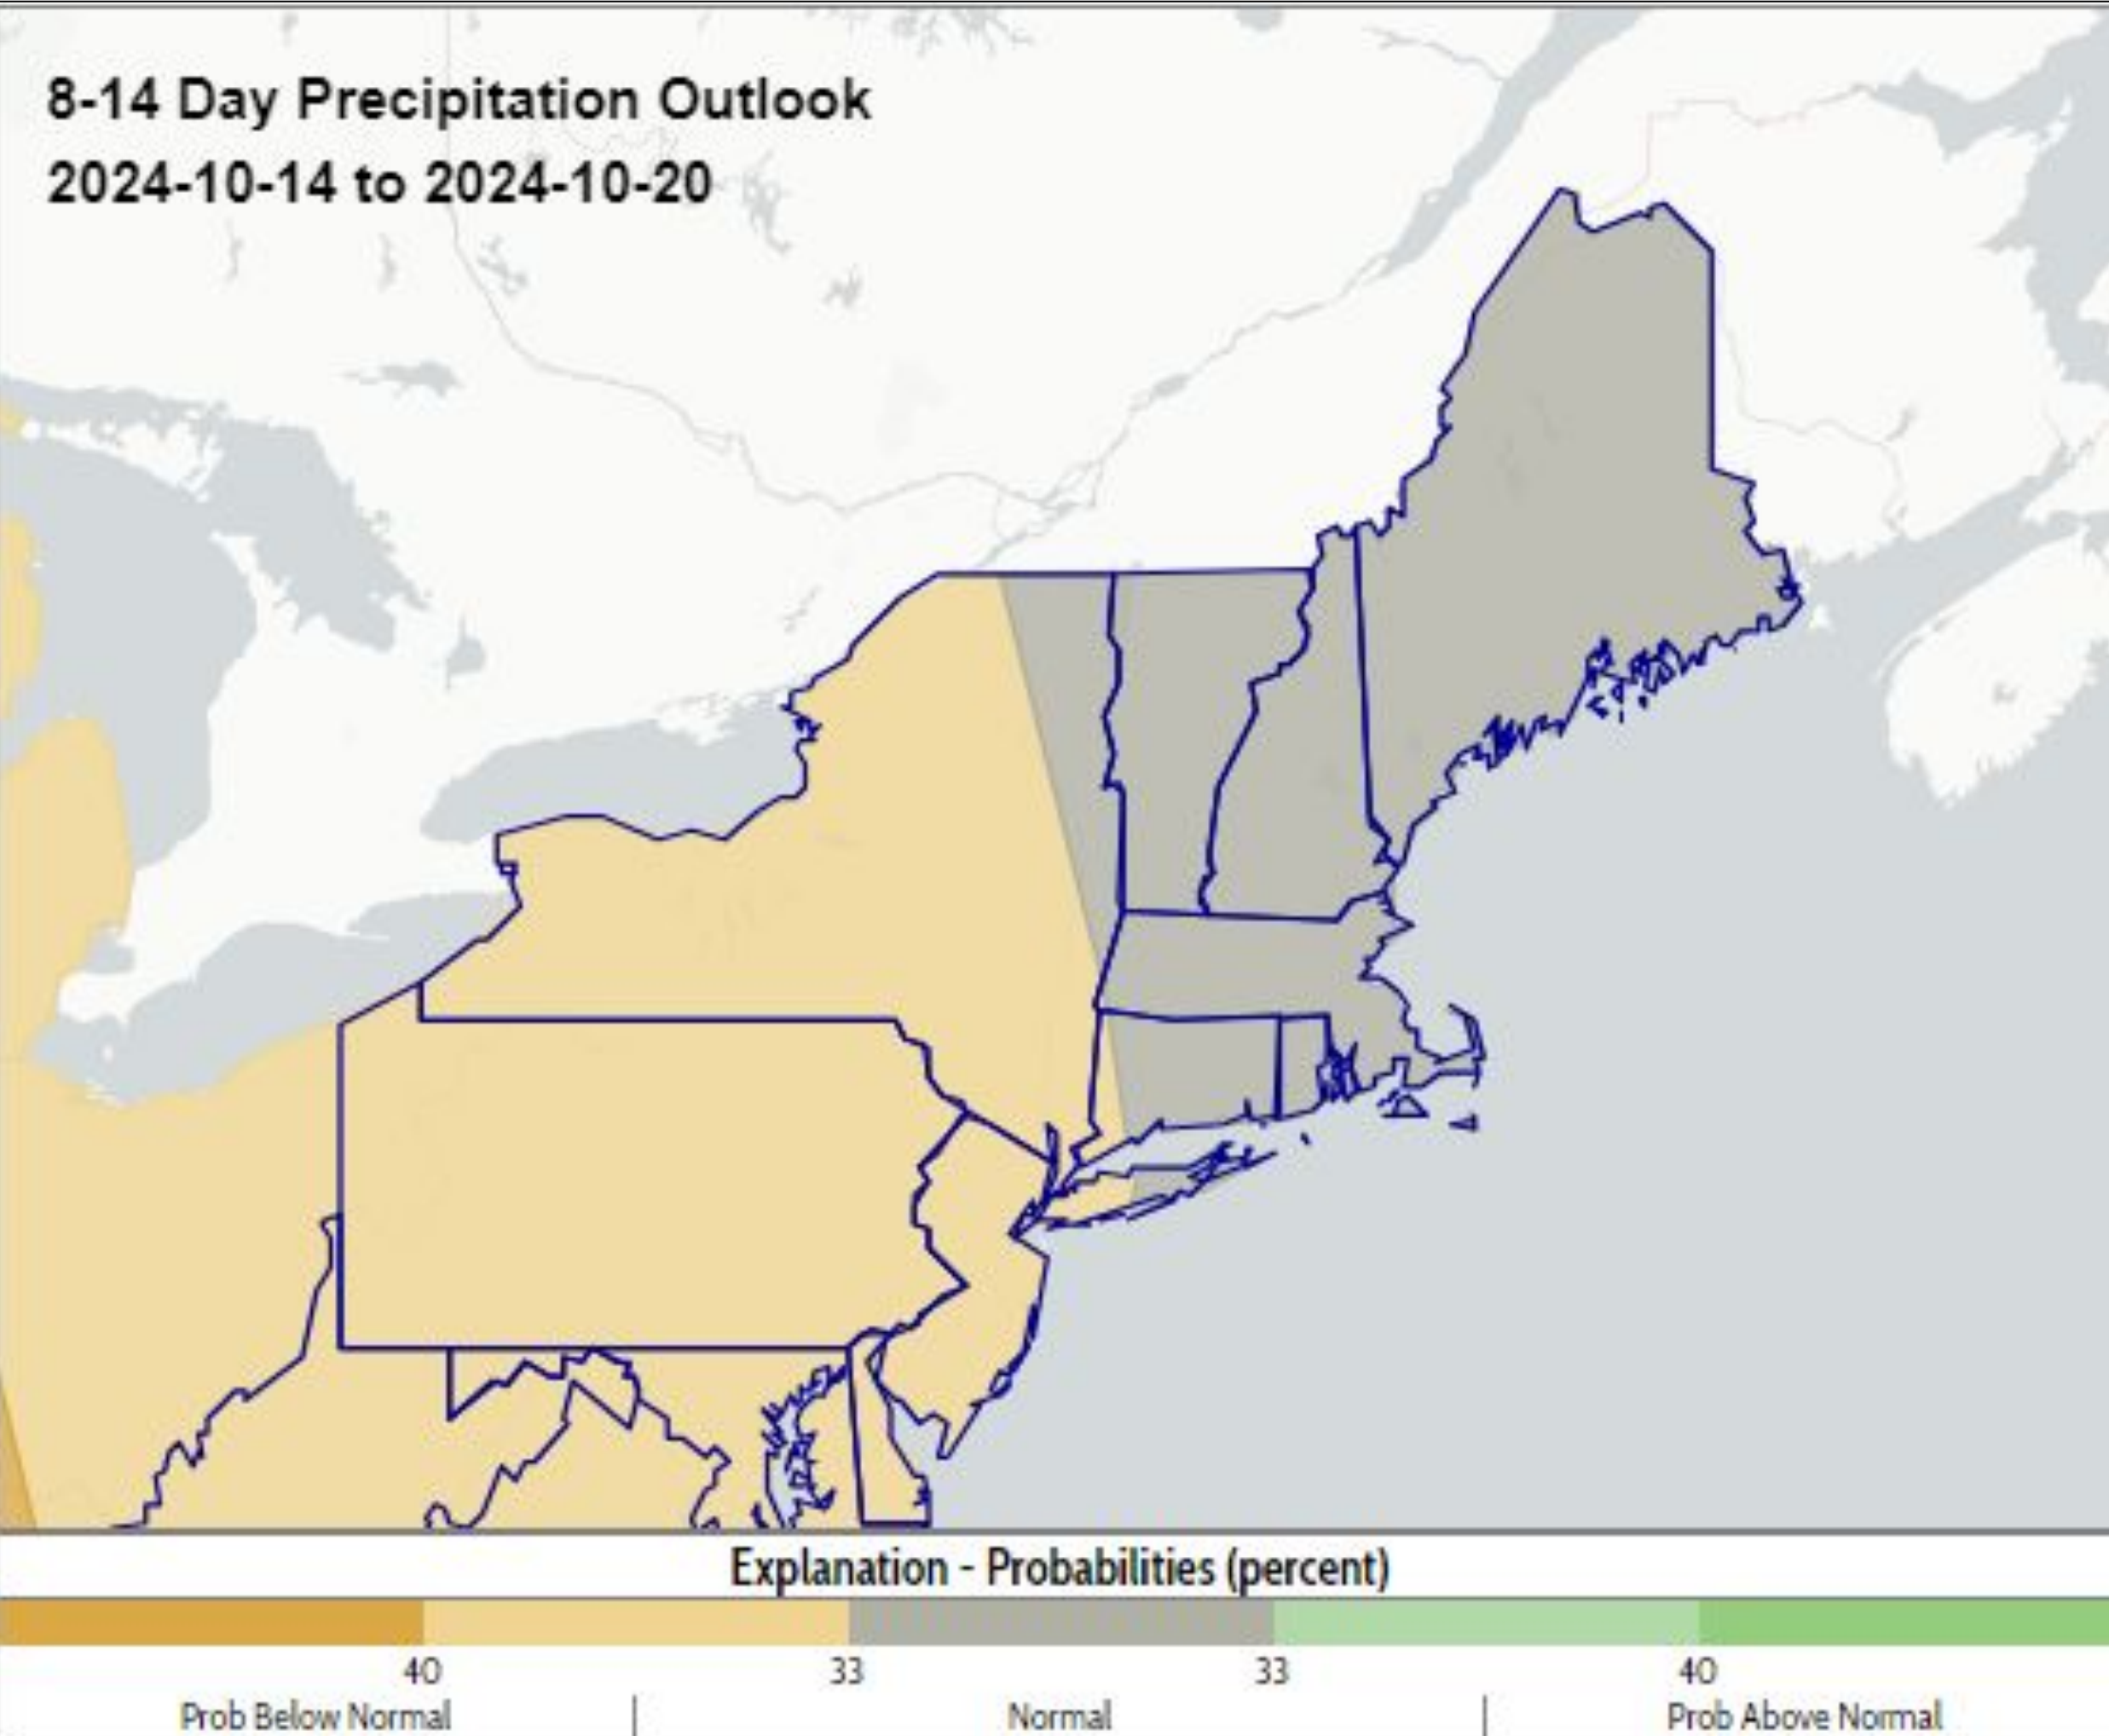 8-14 Day Precipitation Outlook
2024-10-14 to 2024-10-20
Explanation - Probabilities (percent)
40 33 33 40
Prob Below Normal | Normal | Prob Above Normal